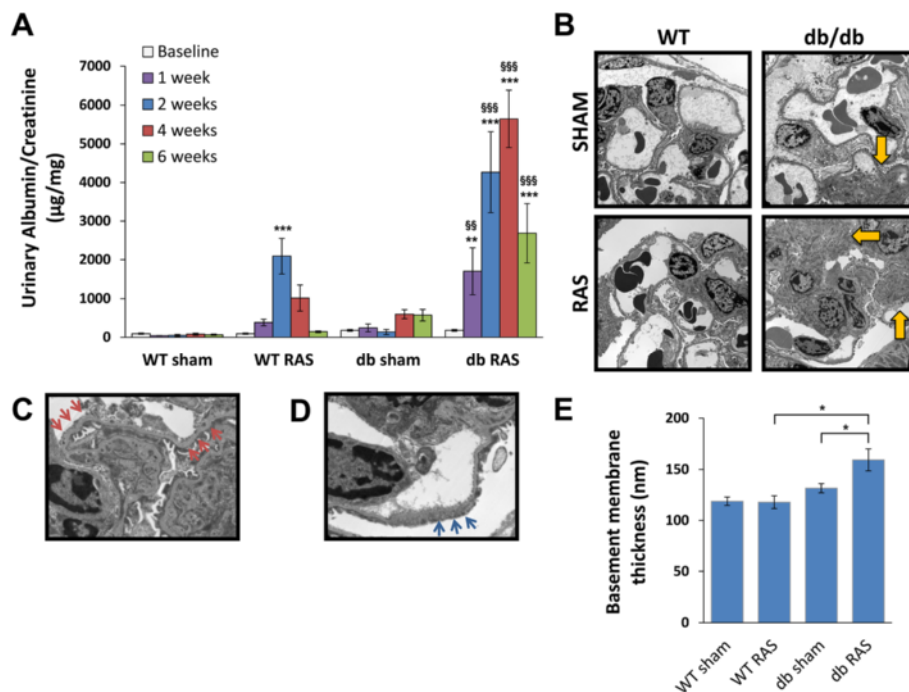 A
Baseline
1 week
2 weeks
4 weeks
6 weeks
Urinary Albumin/Creatinine
(µg/mg)
7000
6000
5000
4000
3000
2000
1000
0
***
§§
**
§§§
***
§§§
***
§§§
***
WT sham
WT RAS
db sham
db RAS
B
WT
db/db
SHAM
RAS
C
D
E
Basement membrane
thickness (nm)
200
150
100
50
0
*
*
WT sham
WT RAS
db sham
db RAS